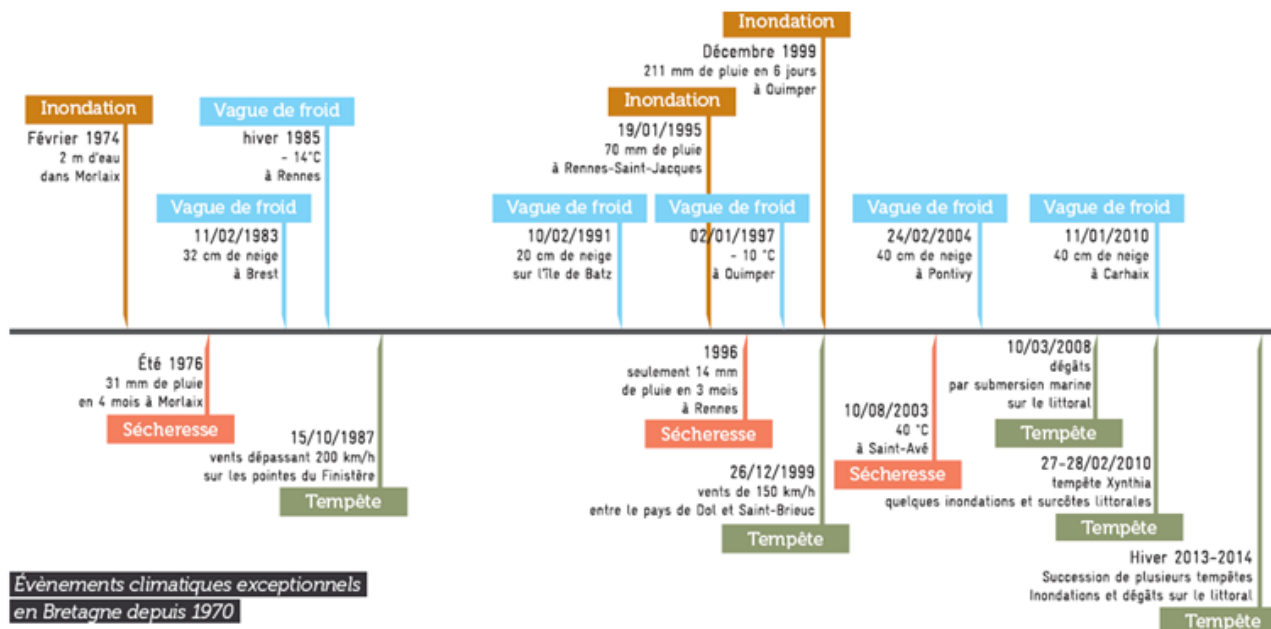 Inondation
Décembre 1999
211 mm de pluie en 6 jours
à Quimper
Inondation
Février 1974
2 m d'eau
dans Morlaix
Vague de froid
hiver 1985
- 14°C
à Rennes
Inondation
19/01/1995
70 mm de pluie
à Rennes-Saint-Jacques
Vague de froid
11/02/1983
32 cm de neige
à Brest
Vague de froid
10/02/1991
20 cm de neige
sur l'île de Batz
Vague de froid
02/01/1997
- 10 °C
à Quimper
Vague de froid
24/02/2004
40 cm de neige
à Pontivy
Vague de froid
11/01/2010
40 cm de neige
à Carhaix
Été 1976
31 mm de pluie
en 4 mois à Morlaix
Sécheresse
15/10/1987
vents dépassant 200 km/h
sur les pointes du Finistère
Tempête
1996
seulement 14 mm
de pluie en 3 mois
à Rennes
Sécheresse
26/12/1999
vents de 150 km/h
entre le pays de Dol et Saint-Brieuc
Tempête
10/08/2003
40 °C
à Saint-Avé
Sécheresse
10/03/2008
dégâts
par submersion marine
sur le littoral
Tempête
27-28/02/2010
tempête Xynthia
quelques inondations et surcôtes littorales
Tempête
Hiver 2013-2014
Succession de plusieurs tempêtes
Inondations et dégâts sur le littoral
Tempête
Évènements climatiques exceptionnels
en Bretagne depuis 1970